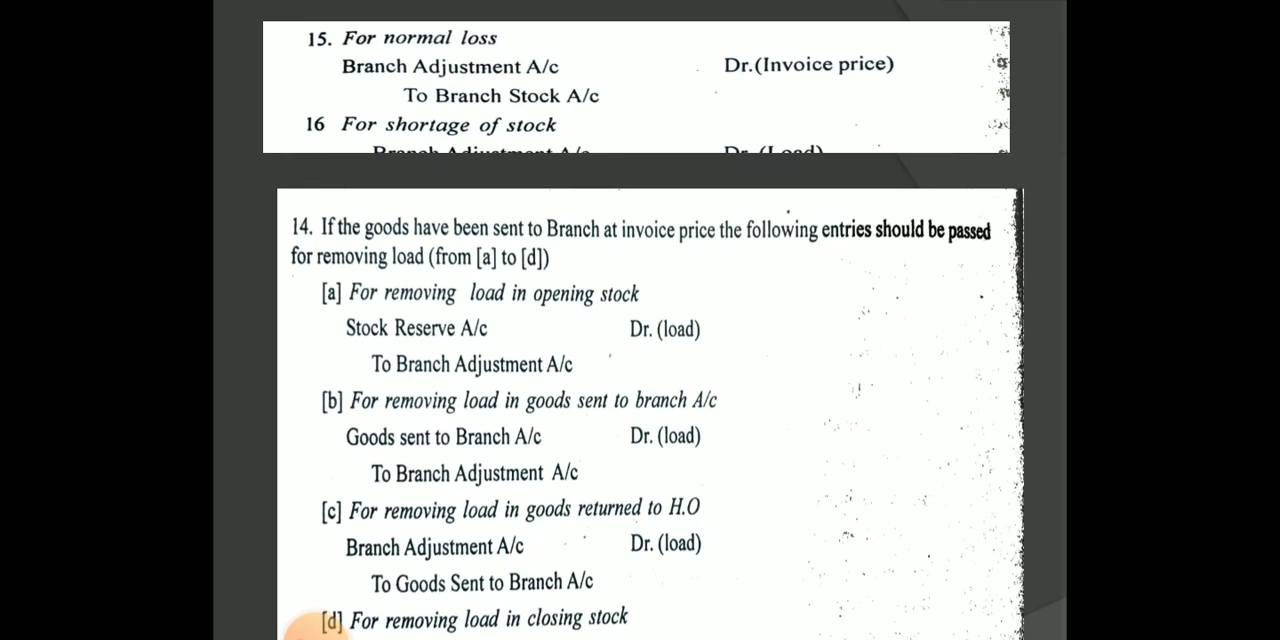 15. For normal loss
Branch Adjustment A/c Dr.(Invoice price)
To Branch Stock A/c
16 For shortage of stock
Branch Adjustment A/c Dr. (Load)
14. If the goods have been sent to Branch at invoice price the following entries should be passed
for removing load (from [a] to [d])
[a] For removing load in opening stock
Stock Reserve A/c Dr. (load)
To Branch Adjustment A/c
[b] For removing load in goods sent to branch A/c
Goods sent to Branch A/c Dr. (load)
To Branch Adjustment A/c
[c] For removing load in goods returned to H.O
Branch Adjustment A/c Dr. (load)
To Goods Sent to Branch A/c
[d] For removing load in closing stock